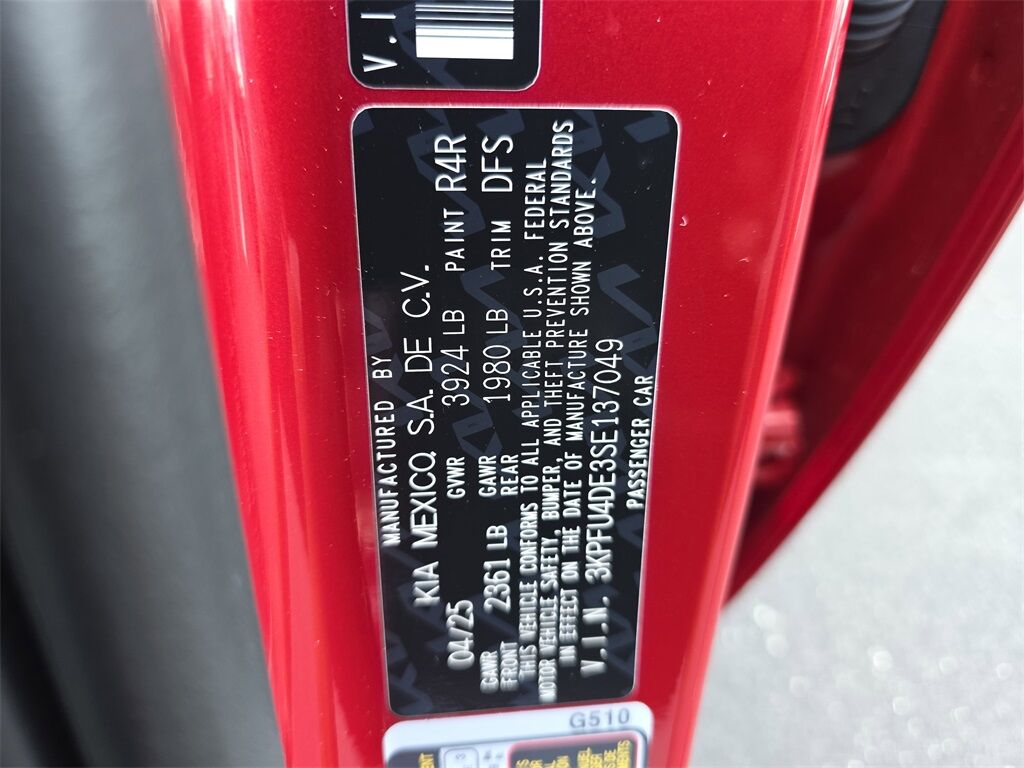 V.I
MANUFACTURED BY
KIA MEXICO, S.A. DE C.V.
04/25 GVWR 3924 LB PAINT R4R
GAWR FRONT 2361 LB GAWR REAR 1980 LB TRIM DFS
THIS VEHICLE CONFORMS TO ALL APPLICABLE U.S.A. FEDERAL
MOTOR VEHICLE SAFETY, BUMPER, AND THEFT PREVENTION STANDARDS
IN EFFECT ON THE DATE OF MANUFACTURE SHOWN ABOVE.
V.I.N. 3KPFU4DE3SE137049
PASSENGER CAR
G510